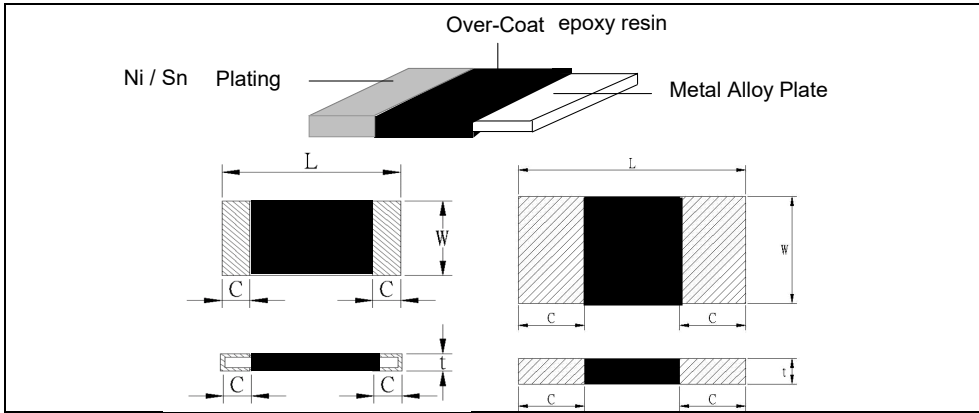 Over-Coat epoxy resin
Ni / Sn Plating
Metal Alloy Plate
L
W
C C
t
C C
L
W
C C
t
C C